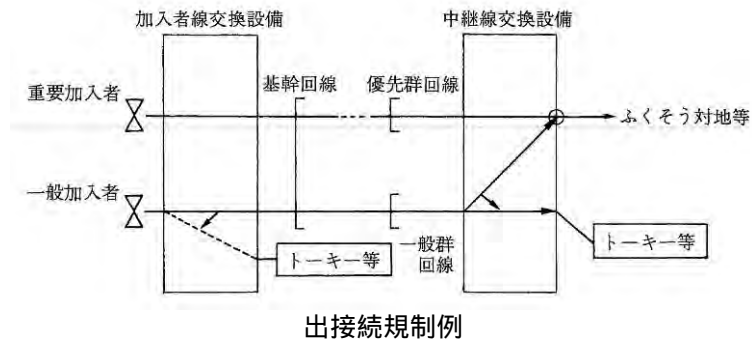 加入者線交換設備
中継線交換設備
基幹回線
優先群回線
重要加入者
ふくそう対地等
一般加入者
トーキー等
一般群
回線
トーキー等
出接続規制例